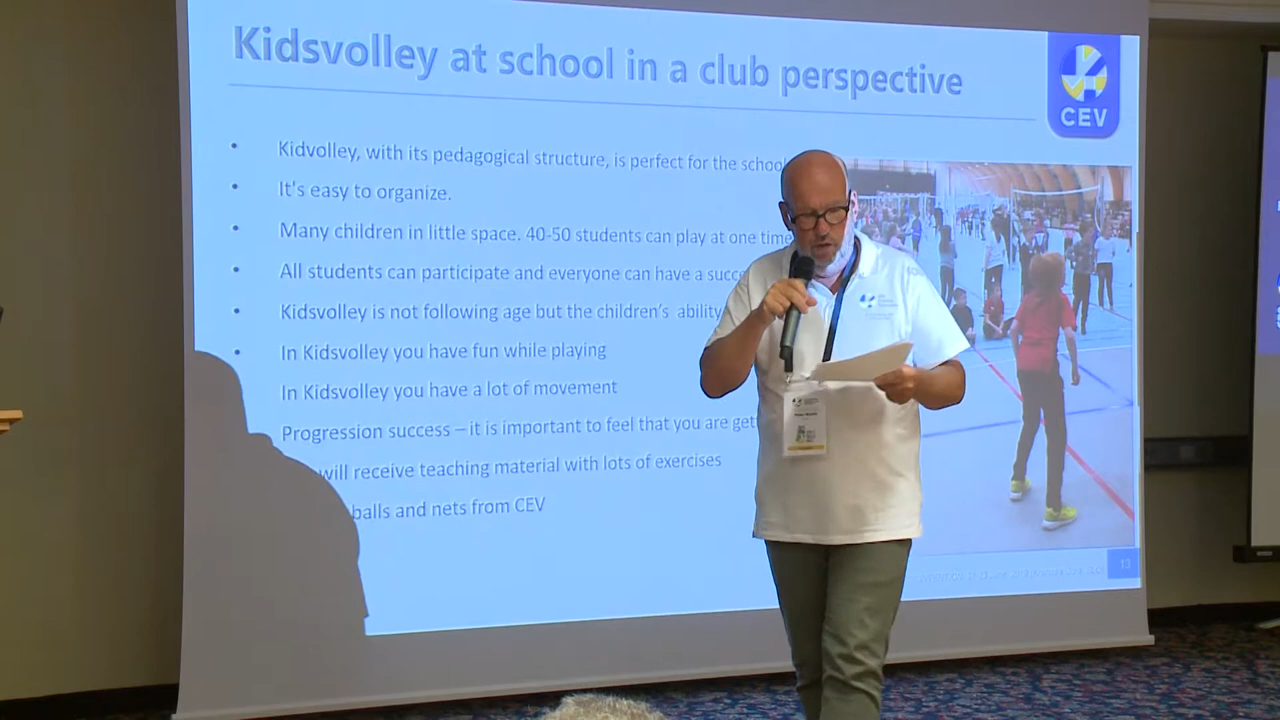 Kidsvolley at school in a club perspective
CEV
Kidvolley, with its pedagogical structure, is perfect for the school
It's easy to organize.
Many children in little space. 40-50 students can play at one time
All students can participate and everyone can have a succe
Kidsvolley is not following age but the children's ability
In Kidsvolley you have fun while playing
In Kidsvolley you have a lot of movement
Progression success – it is important to feel that you are get
will receive teaching material with lots of exercises
balls and nets from CEV
13